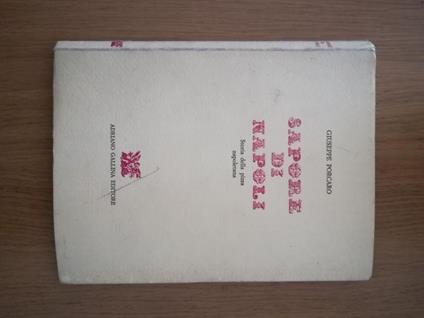 GIUSEPPE PORCARO
SAPORE
DI
NAPOLI
Storia della pizza
napoletana
ADRIANO GALLINA EDITORE